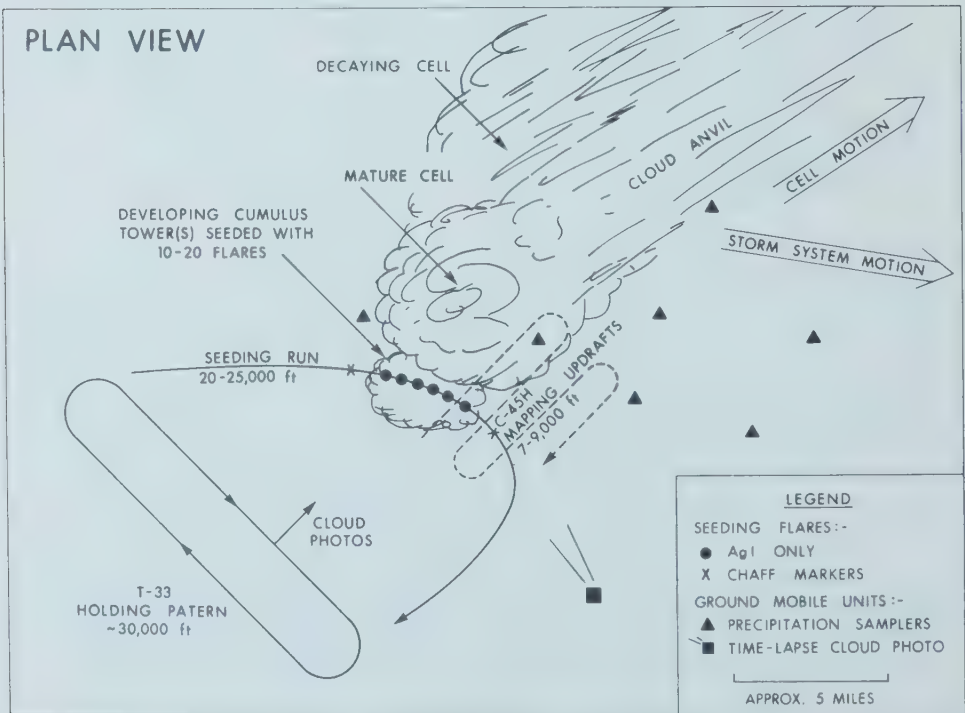 PLAN VIEW
DECAYING CELL
MATURE CELL
CLOUD ANVIL
CELL MOTION
DEVELOPING CUMULUS
TOWER(S) SEEDED WITH
10-20 FLARES
STORM SYSTEM MOTION
SEEDING RUN
20-25,000 ft
C-45H
MAPPING UPDRAFTS
7-9,000 ft
CLOUD
PHOTOS
T-33
HOLDING PATERN
~30,000 ft
LEGEND
SEEDING FLARES:-
AgI ONLY
X CHAFF MARKERS
GROUND MOBILE UNITS:-
PRECIPITATION SAMPLERS
TIME-LAPSE CLOUD PHOTO
APPROX. 5 MILES